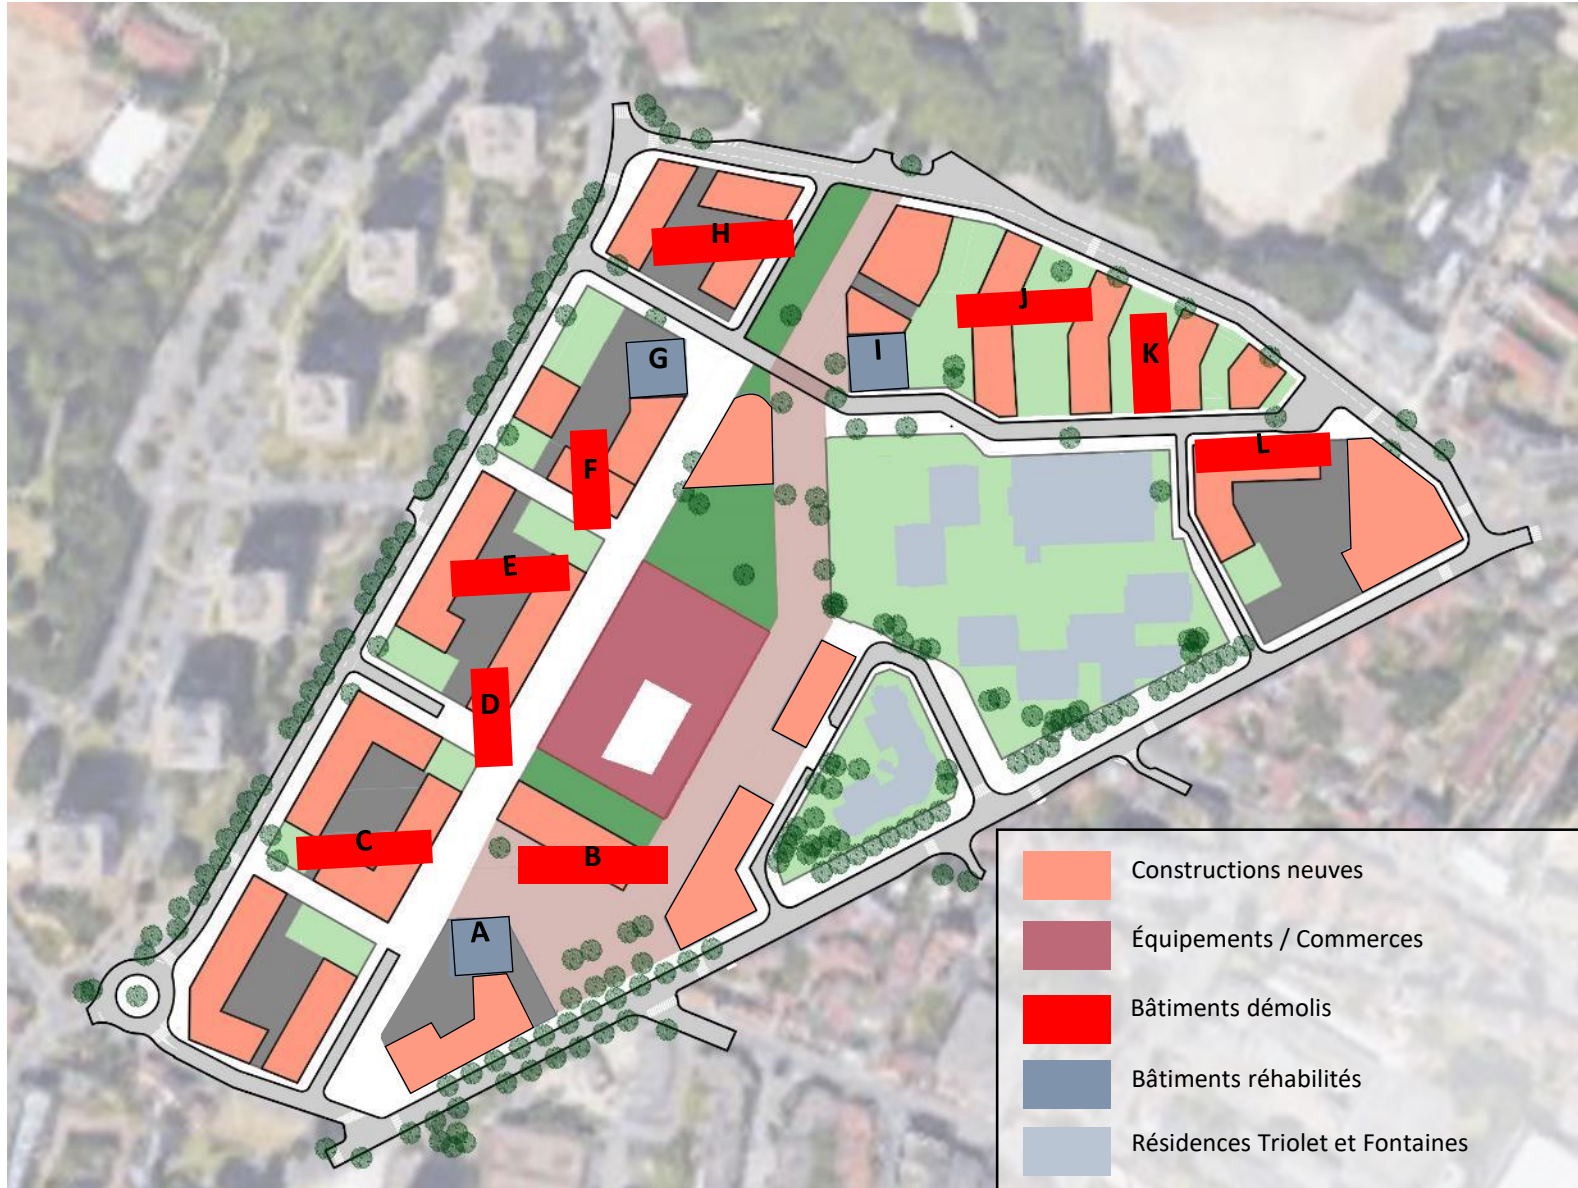 H
J
G
I
K
L
F
E
D
C
B
A
Constructions neuves
Équipements / Commerces
Bâtiments démolis
Bâtiments réhabilités
Résidences Triolet et Fontaines